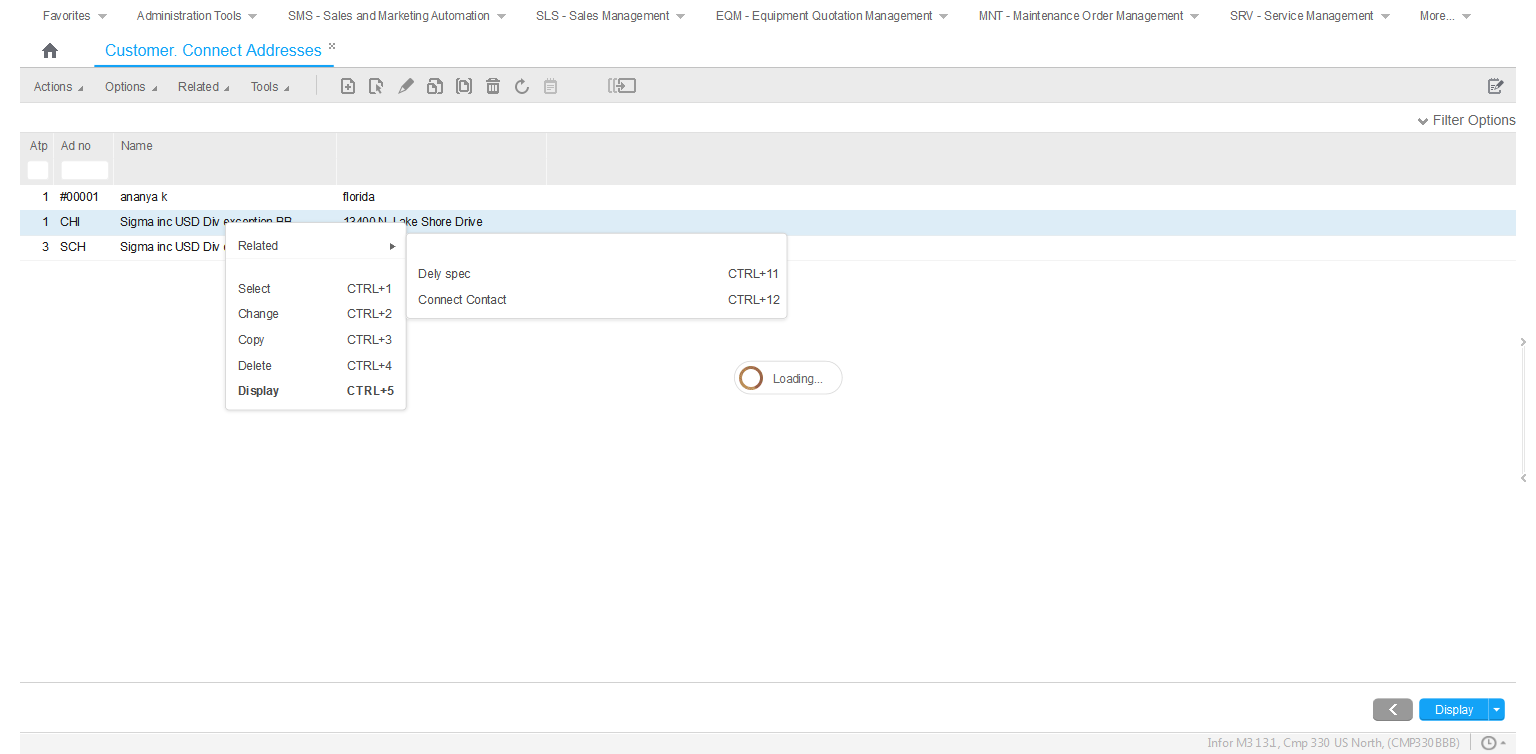 Favorites Administration Tools SMS - Sales and Marketing Automation SLS - Sales Management EQM - Equipment Quotation Management MNT - Maintenance Order Management SRV - Service Management More...
Customer. Connect Addresses
Actions Options Related Tools
Filter Options
Atp Ad no Name
1 #00001 ananya k florida
1 CHI Sigma inc USD Div exception BB 13400 N. Lake Shore Drive
3 SCH Sigma inc USD Div
Related
Dely spec CTRL+11
Select CTRL+1
Connect Contact CTRL+12
Change CTRL+2
Copy CTRL+3
Delete CTRL+4
Loading...
Display CTRL+5
Display
Infor M3 13.1, Cmp 330 US North, (CMP330BBB)